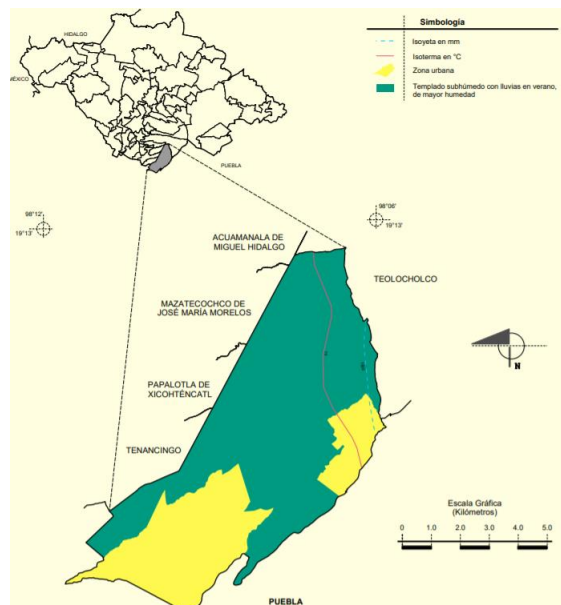 HIDALGO
MÉXICO
PUEBLA
Simbología
Isoyeta en mm
Isoterma en °C
Zona urbana
Templado subhúmedo con lluvias en verano,
de mayor humedad
98°12'
19°13'
98°06'
19°13'
ACUAMANALA DE
MIGUEL HIDALGO
TEOLOCHOLCO
MAZATECOCHCO DE
JOSÉ MARÍA MORELOS
PAPALOTLA DE
XICOHTÉNCATL
TENANCINGO
N
Escala Gráfica
(Kilómetros)
0 1.0 2.0 3.0 4.0 5.0
PUEBLA